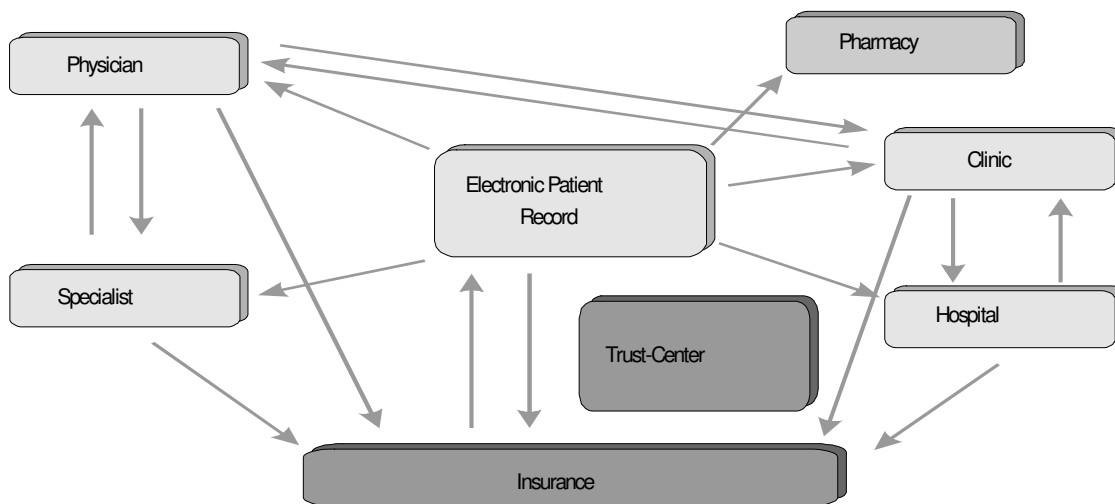 Pharmacy
Physician
Clinic
Electronic Patient
Record
Specialist
Hospital
Trust-Center
Insurance